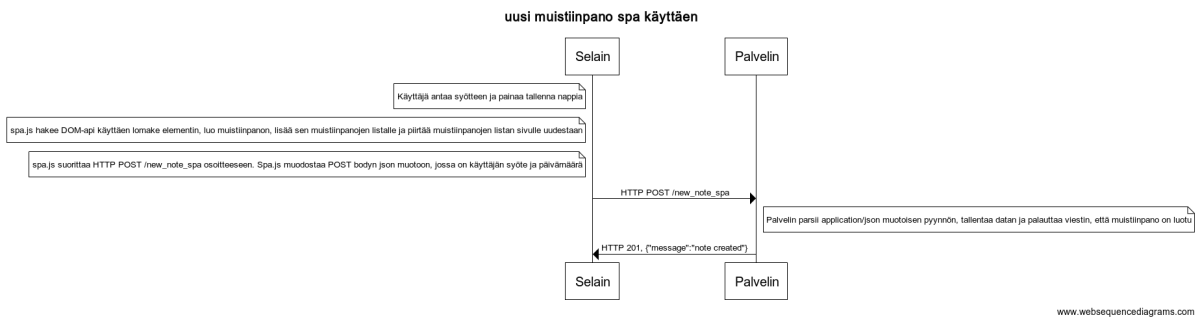 uusi muistiinpano spa käyttäen
Selain
Palvelin
Käyttäjä antaa syötteen ja painaa tallenna nappia
spa.js hakee DOM-api käyttäen lomake elementin, luo muistiinpanon, lisää sen muistiinpanojen listalle ja piirtää muistiinpanojen listan sivulle uudestaan
spa.js suorittaa HTTP POST /new_note_spa osoitteeseen. Spa.js muodostaa POST bodyn json muotoon, jossa on käyttäjän syöte ja päivämäärä
HTTP POST /new_note_spa
Palvelin parsii application/json muotoisen pyynnön, tallentaa datan ja palauttaa viestin, että muistiinpano on luotu
HTTP 201, {"message":"note created"}
Selain
Palvelin
www.websequencediagrams.com